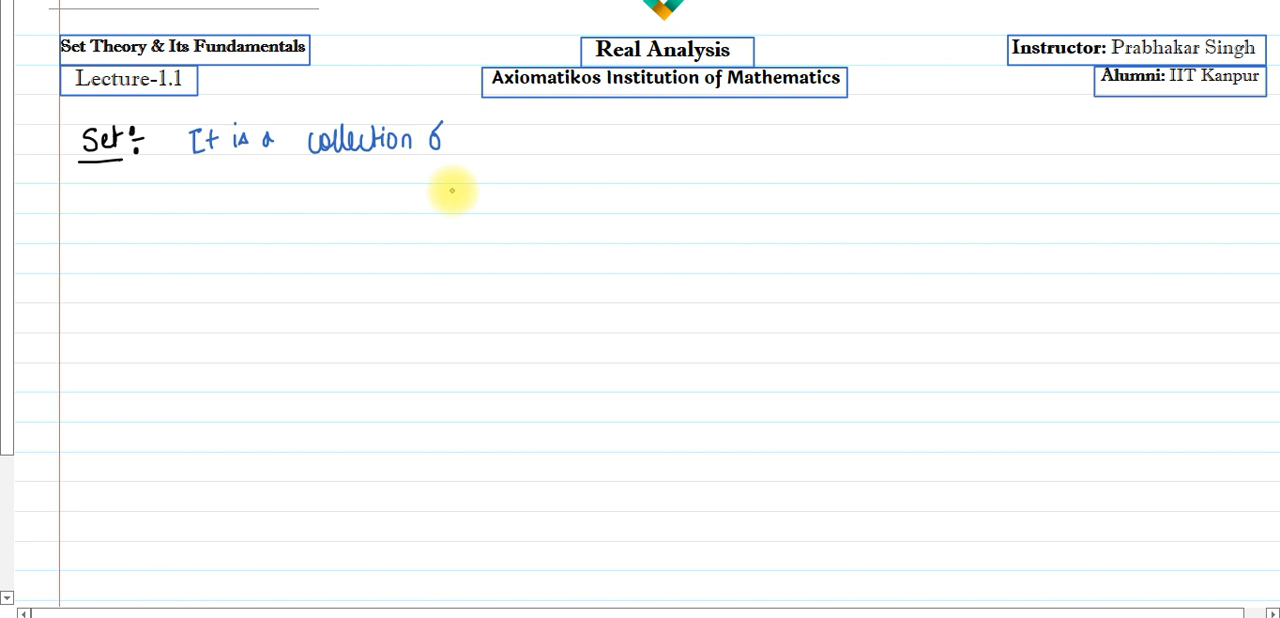 Set Theory & Its Fundamentals
Real Analysis
Instructor: Prabhakar Singh
Lecture-1.1
Axiomatikos Institution of Mathematics
Alumni: IIT Kanpur
Set:- It is a collection